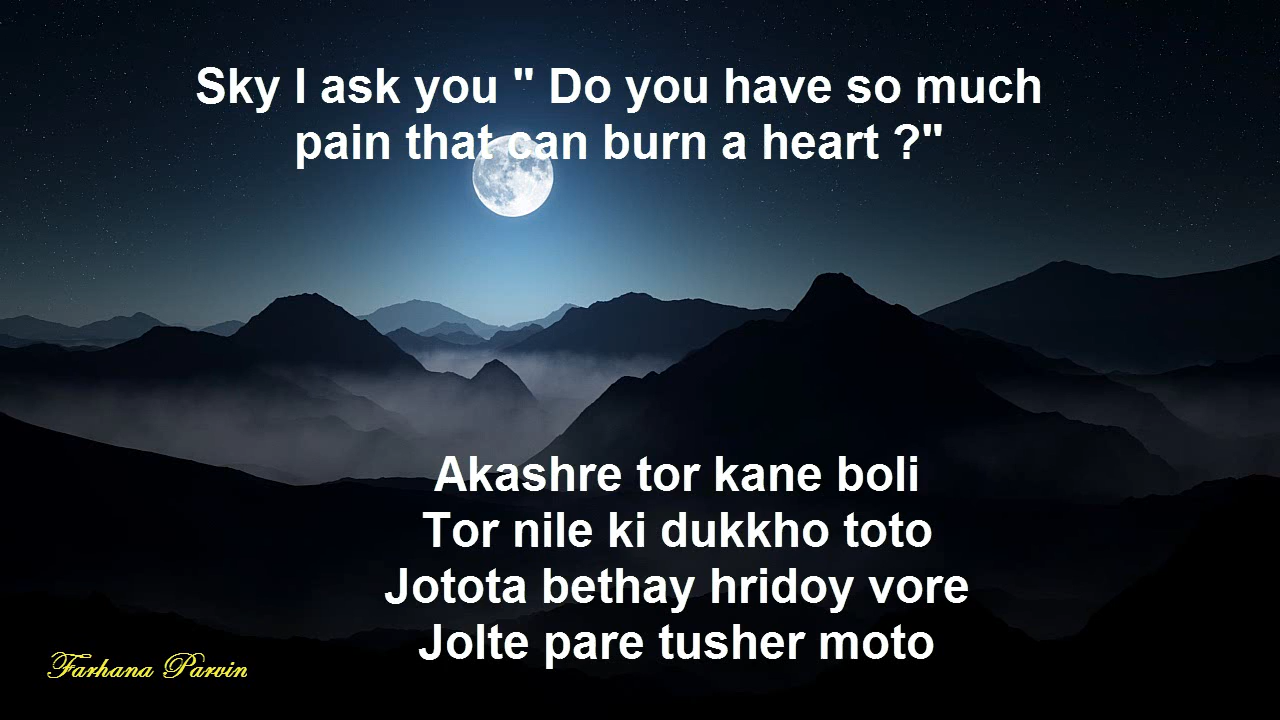 Sky I ask you " Do you have so much
pain that can burn a heart ?"
Akashre tor kane boli
Tor nile ki dukkho toto
Jotota bethay hridoy vore
Jolte pare tusher moto
Farhana Parvin